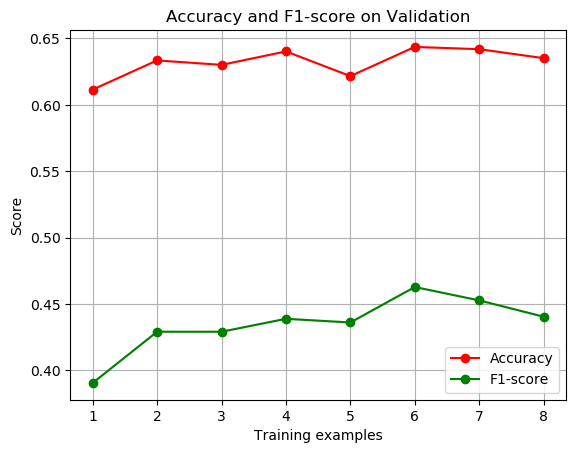 Accuracy and F1-score on Validation
0.65
0.60
0.55
0.50
0.45
0.40
Score
1 2 3 4 5 6 7 8
Training examples
Accuracy
F1-score